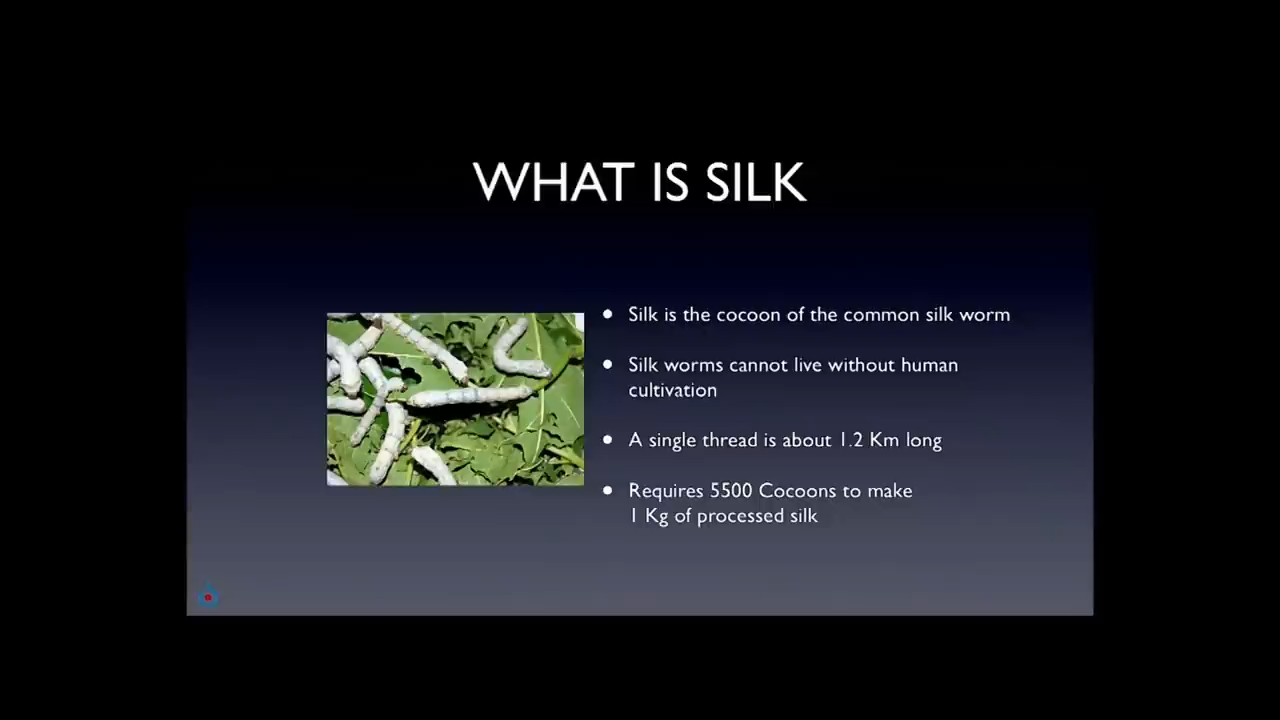 WHAT IS SILK
Silk is the cocoon of the common silk worm
Silk worms cannot live without human
cultivation
A single thread is about 1.2 Km long
Requires 5500 Cocoons to make
1 Kg of processed silk